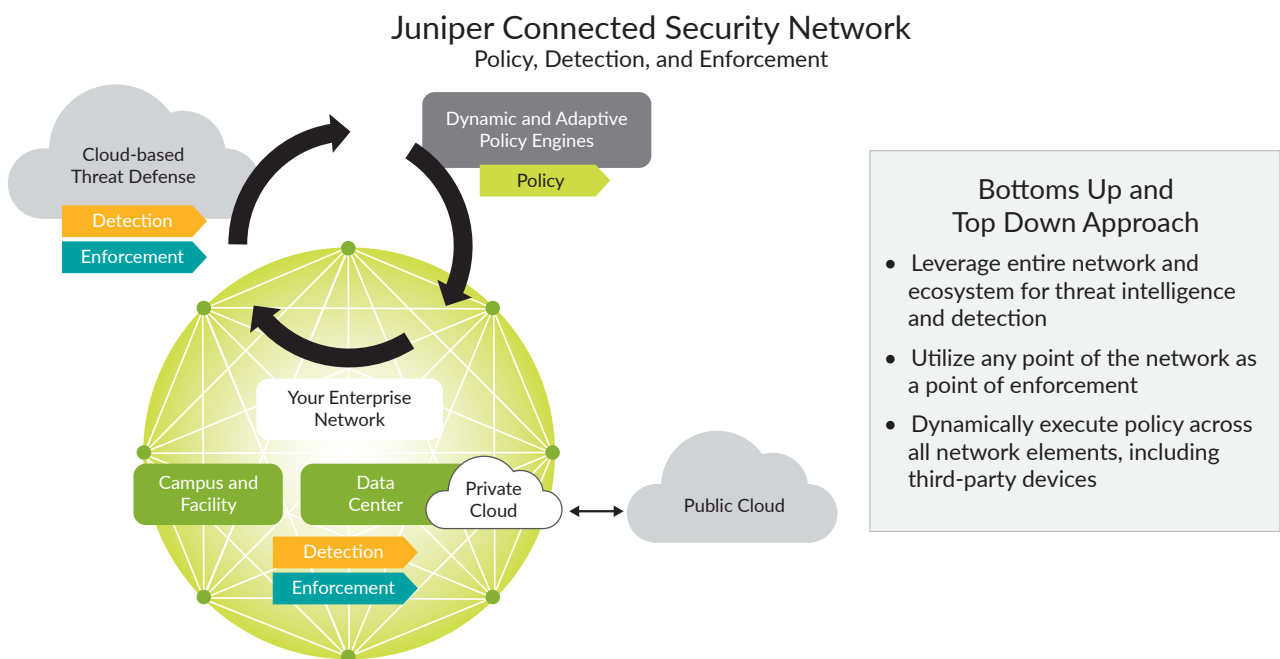 Juniper Connected Security Network
Policy, Detection, and Enforcement
Cloud-based
Threat Defense
Detection
Enforcement
Dynamic and Adaptive
Policy Engines
Policy
Your Enterprise
Network
Campus and
Facility
Data
Center
Private
Cloud
Public Cloud
Detection
Enforcement
Bottoms Up and
Top Down Approach
• Leverage entire network and
ecosystem for threat intelligence
and detection
• Utilize any point of the network as
a point of enforcement
• Dynamically execute policy across
all network elements, including
third-party devices